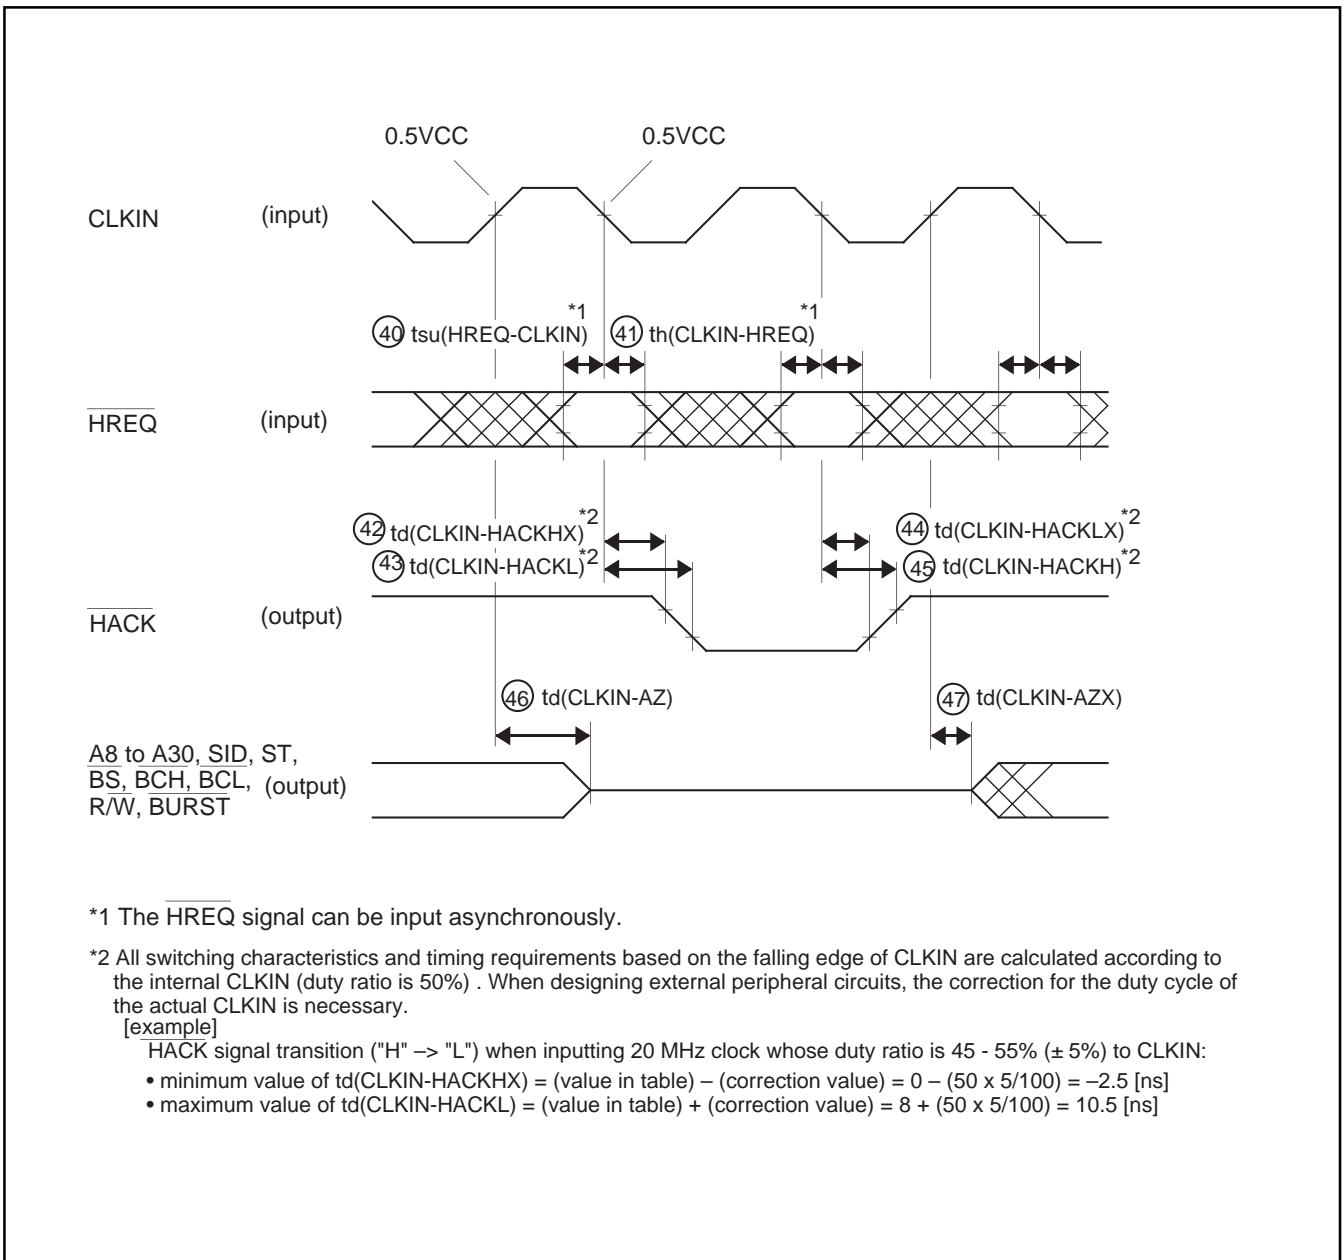 0.5VCC 0.5VCC
CLKIN (input)
*1 *1
40 tsu(HREQ-CLKIN) 41 th(CLKIN-HREQ)
HREQ (input)
42 td(CLKIN-HACKHX)*2 44 td(CLKIN-HACKLX)*2
43 td(CLKIN-HACKL)*2 45 td(CLKIN-HACKH)*2
HACK (output)
46 td(CLKIN-AZ) 47 td(CLKIN-AZX)
A8 to A30, SID, ST,
BS, BCH, BCL, (output)
R/W, BURST
*1 The HREQ signal can be input asynchronously.
*2 All switching characteristics and timing requirements based on the falling edge of CLKIN are calculated according to
the internal CLKIN (duty ratio is 50%) . When designing external peripheral circuits, the correction for the duty cycle of
the actual CLKIN is necessary.
[example]
HACK signal transition ("H" –> "L") when inputting 20 MHz clock whose duty ratio is 45 - 55% (± 5%) to CLKIN:
• minimum value of td(CLKIN-HACKHX) = (value in table) – (correction value) = 0 – (50 x 5/100) = –2.5 [ns]
• maximum value of td(CLKIN-HACKL) = (value in table) + (correction value) = 8 + (50 x 5/100) = 10.5 [ns]